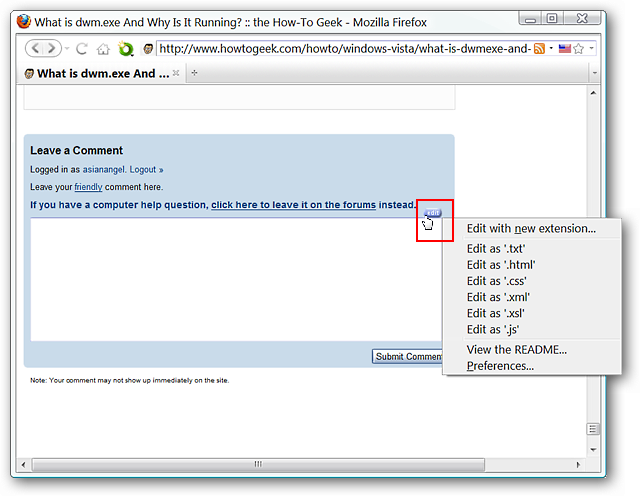 What is dwm.exe And Why Is It Running? :: the How-To Geek - Mozilla Firefox
http://www.howtogeek.com/howto/windows-vista/what-is-dwmexe-and-
What is dwm.exe And ...
Leave a Comment
Logged in as asianangel. Logout »
Leave your friendly comment here.
If you have a computer help question, click here to leave it on the forums instead.
edit
Edit with new extension...
Edit as '.txt'
Edit as '.html'
Edit as '.css'
Edit as '.xml'
Edit as '.xsl'
Edit as '.js'
View the README...
Preferences...
Submit Commen
Note: Your comment may not show up immediately on the site.